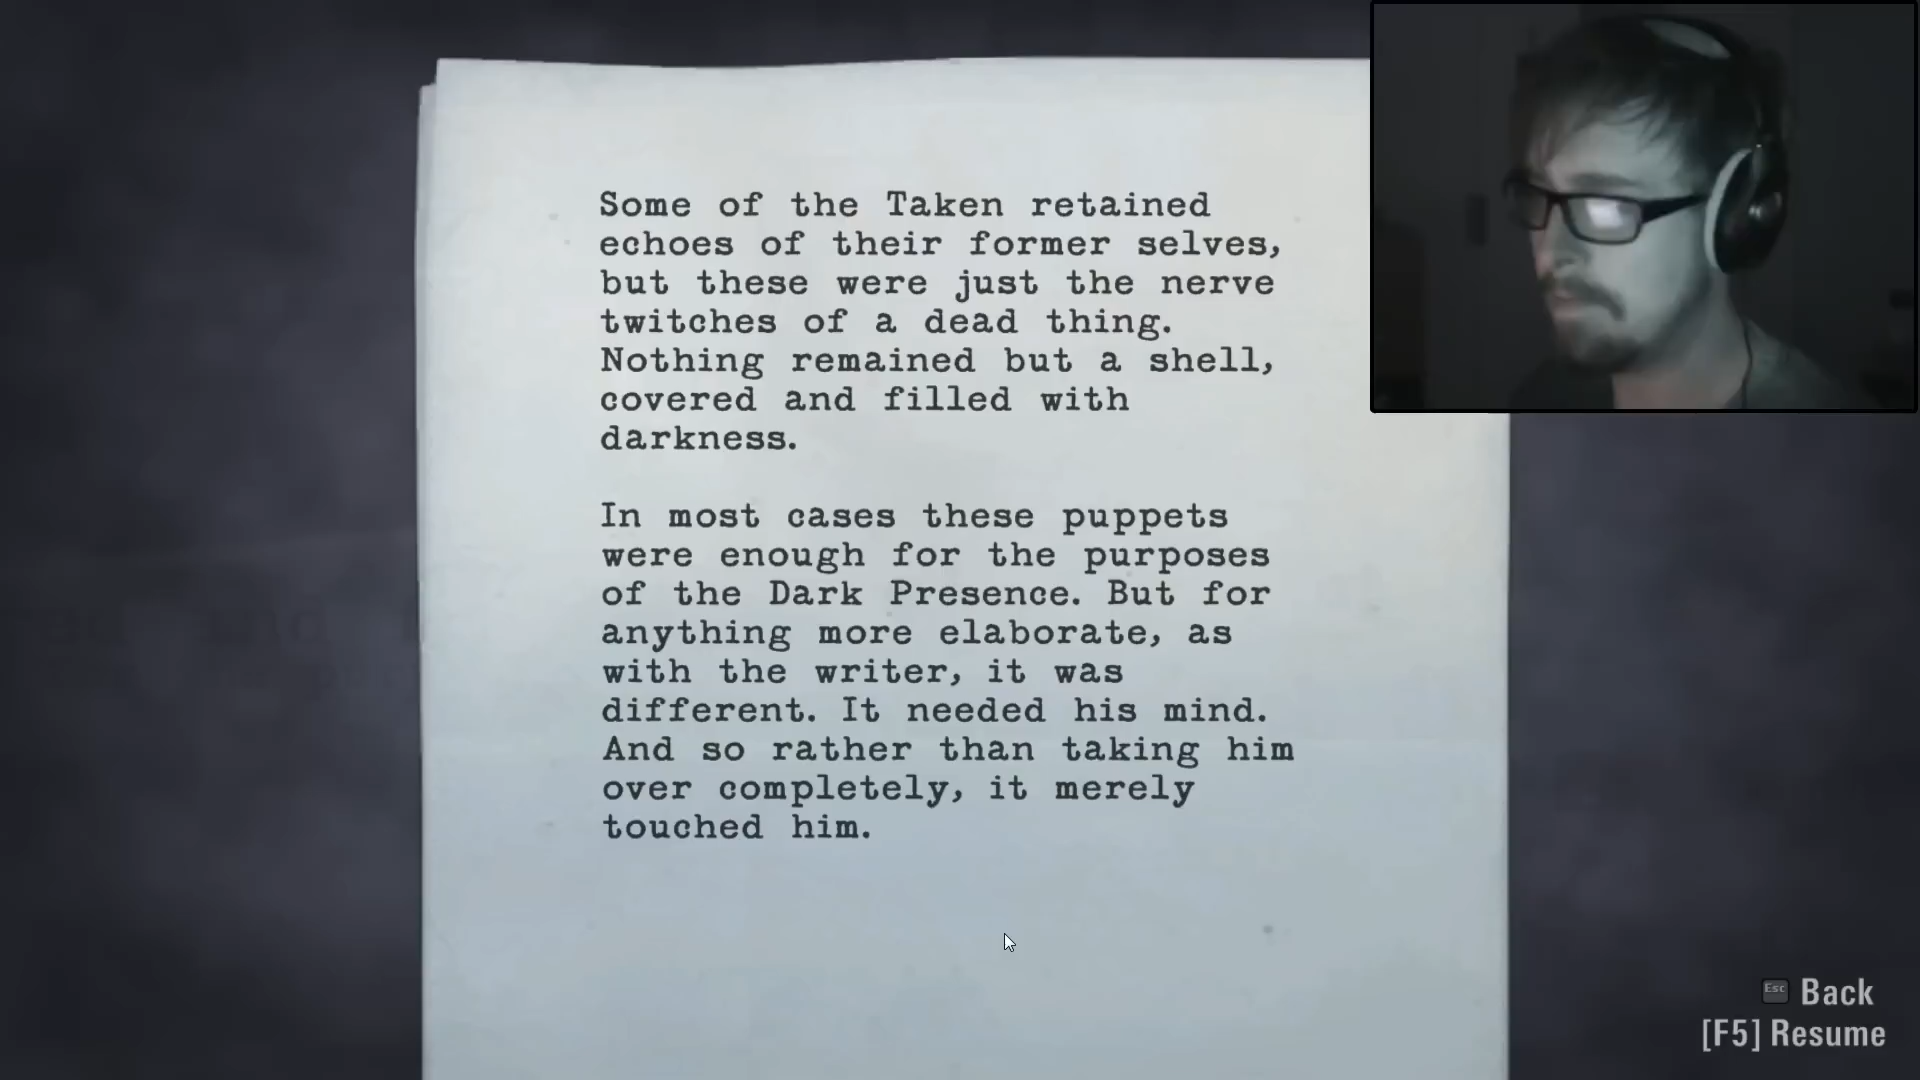 Some of the Taken retained
echoes of their former selves,
but these were just the nerve
twitches of a dead thing.
Nothing remained but a shell,
covered and filled with
darkness.
In most cases these puppets
were enough for the purposes
of the Dark Presence. But for
anything more elaborate, as
with the writer, it was
different. It needed his mind.
And so rather than taking him
over completely, it merely
touched him.
Esc Back
[F5] Resume